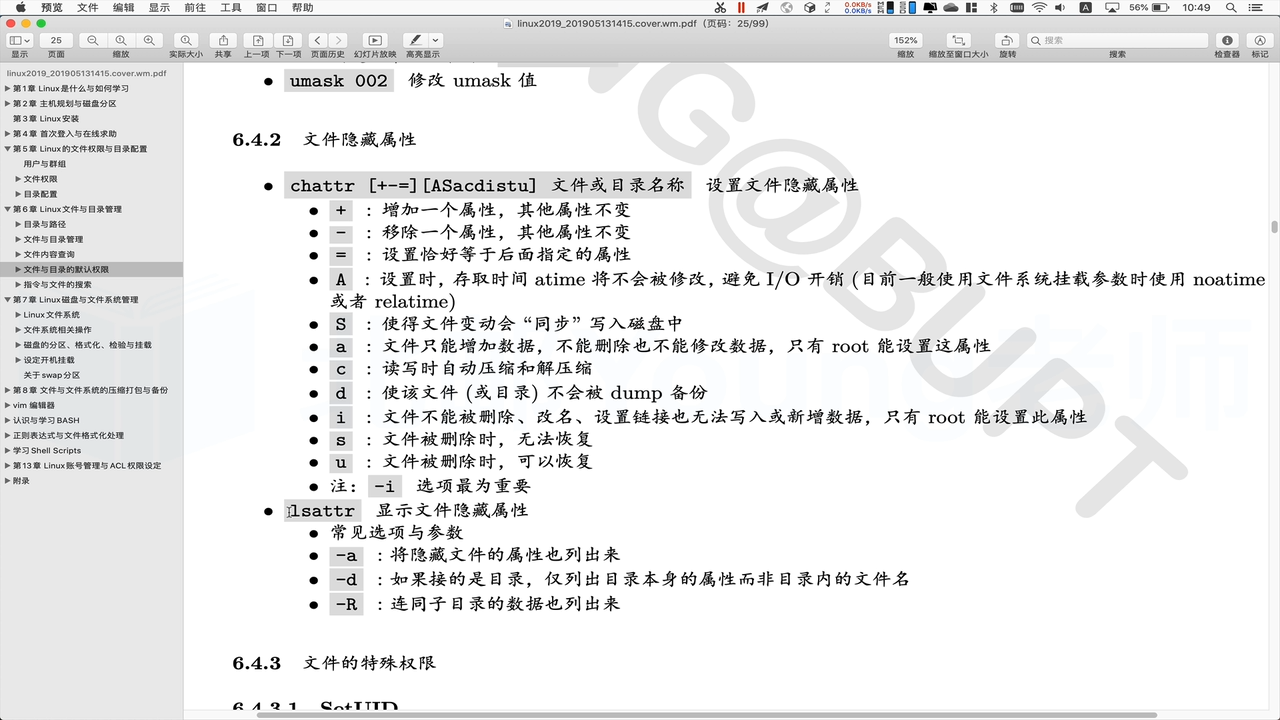 预览 文件 编辑 显示 前往 工具 窗口 帮助 0.0KB/s 0.0KB/s 56% 10:49
linux2019_201905131415.cover.wm.pdf（页码：25/99）
25 152% 搜索
显示 页面 缩放 实际大小 共享 上一项 下一项 页面历史 幻灯片放映 高亮显示 缩放 缩放至窗口大小 旋转 搜索 检查器 标记
linux2019_201905131415.cover.wm.pdf
第1章 Linux是什么与如何学习
第2章 主机规划与磁盘分区
第3章 Linux安装
第4章 首次登入与在线求助
第5章 Linux的文件权限与目录配置
用户与群组
文件权限
目录配置
第6章 Linux文件与目录管理
目录与路径
文件与目录管理
文件内容查询
文件与目录的默认权限
指令与文件的搜索
第7章 Linux磁盘与文件系统管理
Linux文件系统
文件系统相关操作
磁盘的分区、格式化、检验与挂载
设定开机挂载
关于swap分区
第8章 文件与文件系统的压缩打包与备份
vim 编辑器
认识与学习BASH
正则表达式与文件格式化处理
学习Shell Scripts
第13章 Linux账号管理与ACL权限设定
附录
umask 002 修改 umask 值
6.4.2 文件隐藏属性
chattr [+-=][ASacdistu] 文件或目录名称 设置文件隐藏属性
+ : 增加一个属性，其他属性不变
- : 移除一个属性，其他属性不变
= : 设置恰好等于后面指定的属性
A : 设置时，存取时间 atime 将不会被修改，避免 I/O 开销 (目前一般使用文件系统挂载参数时使用 noatime
或者 relatime)
S : 使得文件变动会 “同步” 写入磁盘中
a : 文件只能增加数据，不能删除也不能修改数据，只有 root 能设置这属性
c : 读写时自动压缩和解压缩
d : 使该文件 (或目录) 不会被 dump 备份
i : 文件不能被删除、改名、设置链接也无法写入或新增数据，只有 root 能设置此属性
s : 文件被删除时，无法恢复
u : 文件被删除时，可以恢复
注: -i 选项最为重要
lsattr 显示文件隐藏属性
常见选项与参数
-a : 将隐藏文件的属性也列出来
-d : 如果接的是目录，仅列出目录本身的属性而非目录内的文件名
-R : 连同子目录的数据也列出来
6.4.3 文件的特殊权限
6.4.3.1 SetUID
NG@BUPT